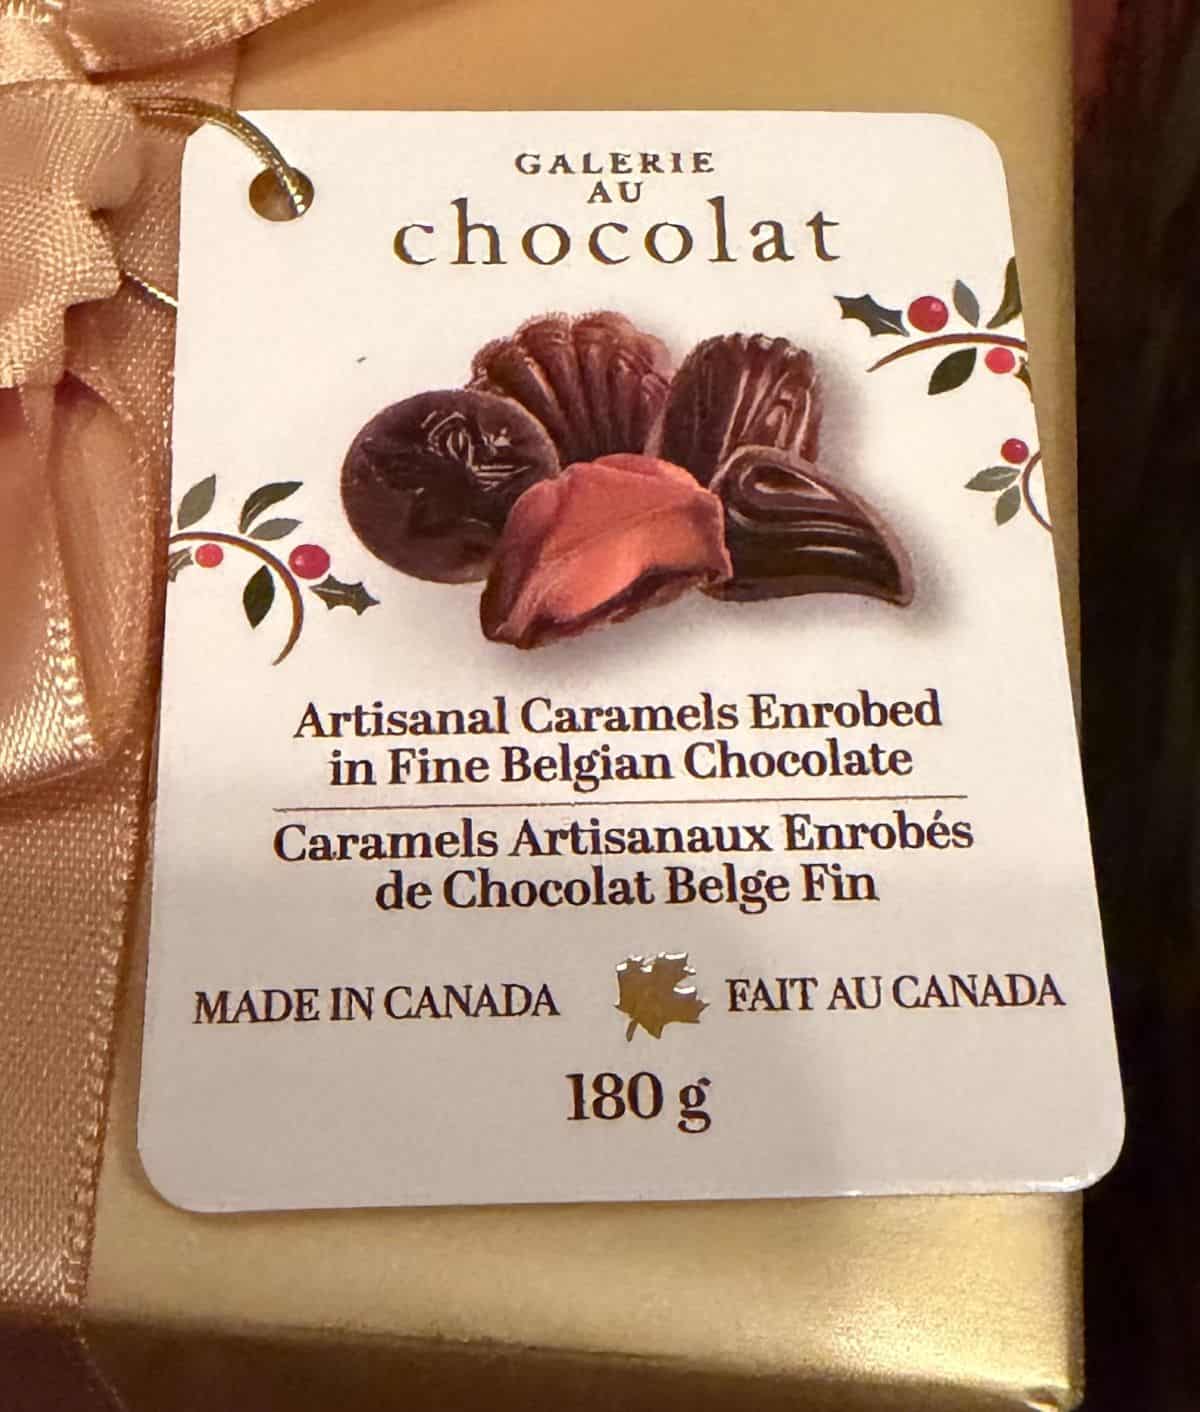 GALERIE
AU
chocolat
Artisanal Caramels Enrobed
in Fine Belgian Chocolate
Caramels Artisanaux Enrobés
de Chocolat Belge Fin
MADE IN CANADA FAIT AU CANADA
180 g